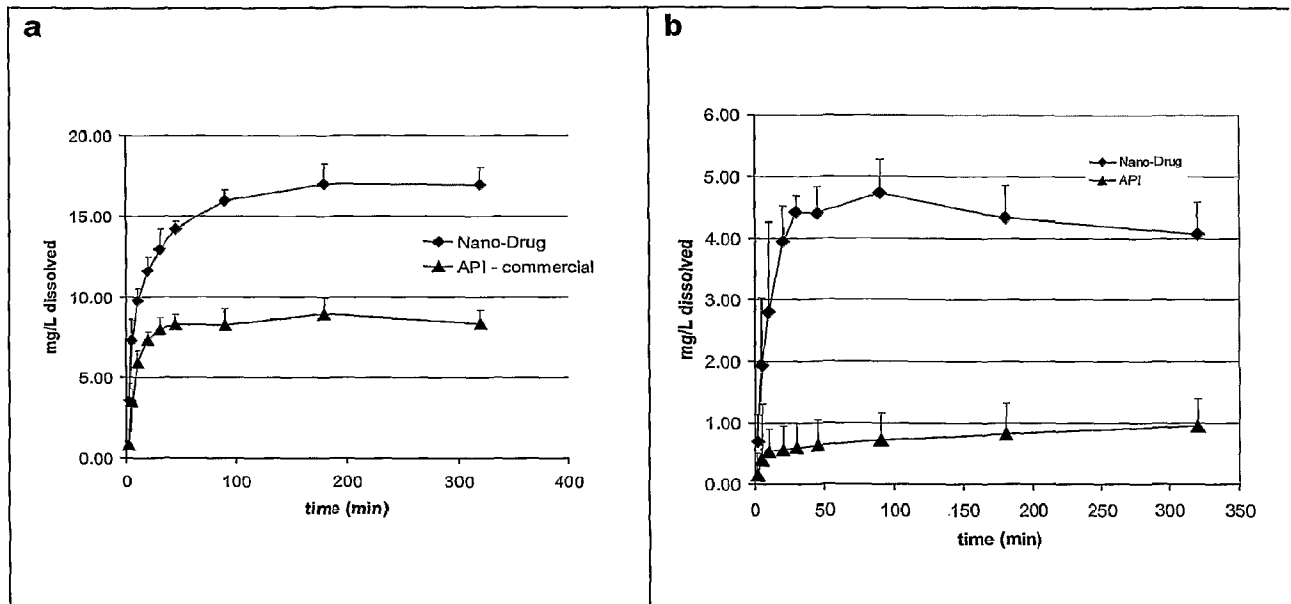 a
20.00
15.00
10.00
5.00
0.00
mg/L dissolved
0
100
200
300
400
time (min)
Nano-Drug
API - commercial
b
6.00
5.00
4.00
3.00
2.00
1.00
0.00
mg/L dissolved
0
50
100
.150
200
250
300
350
time (min)
Nano-Drug
API